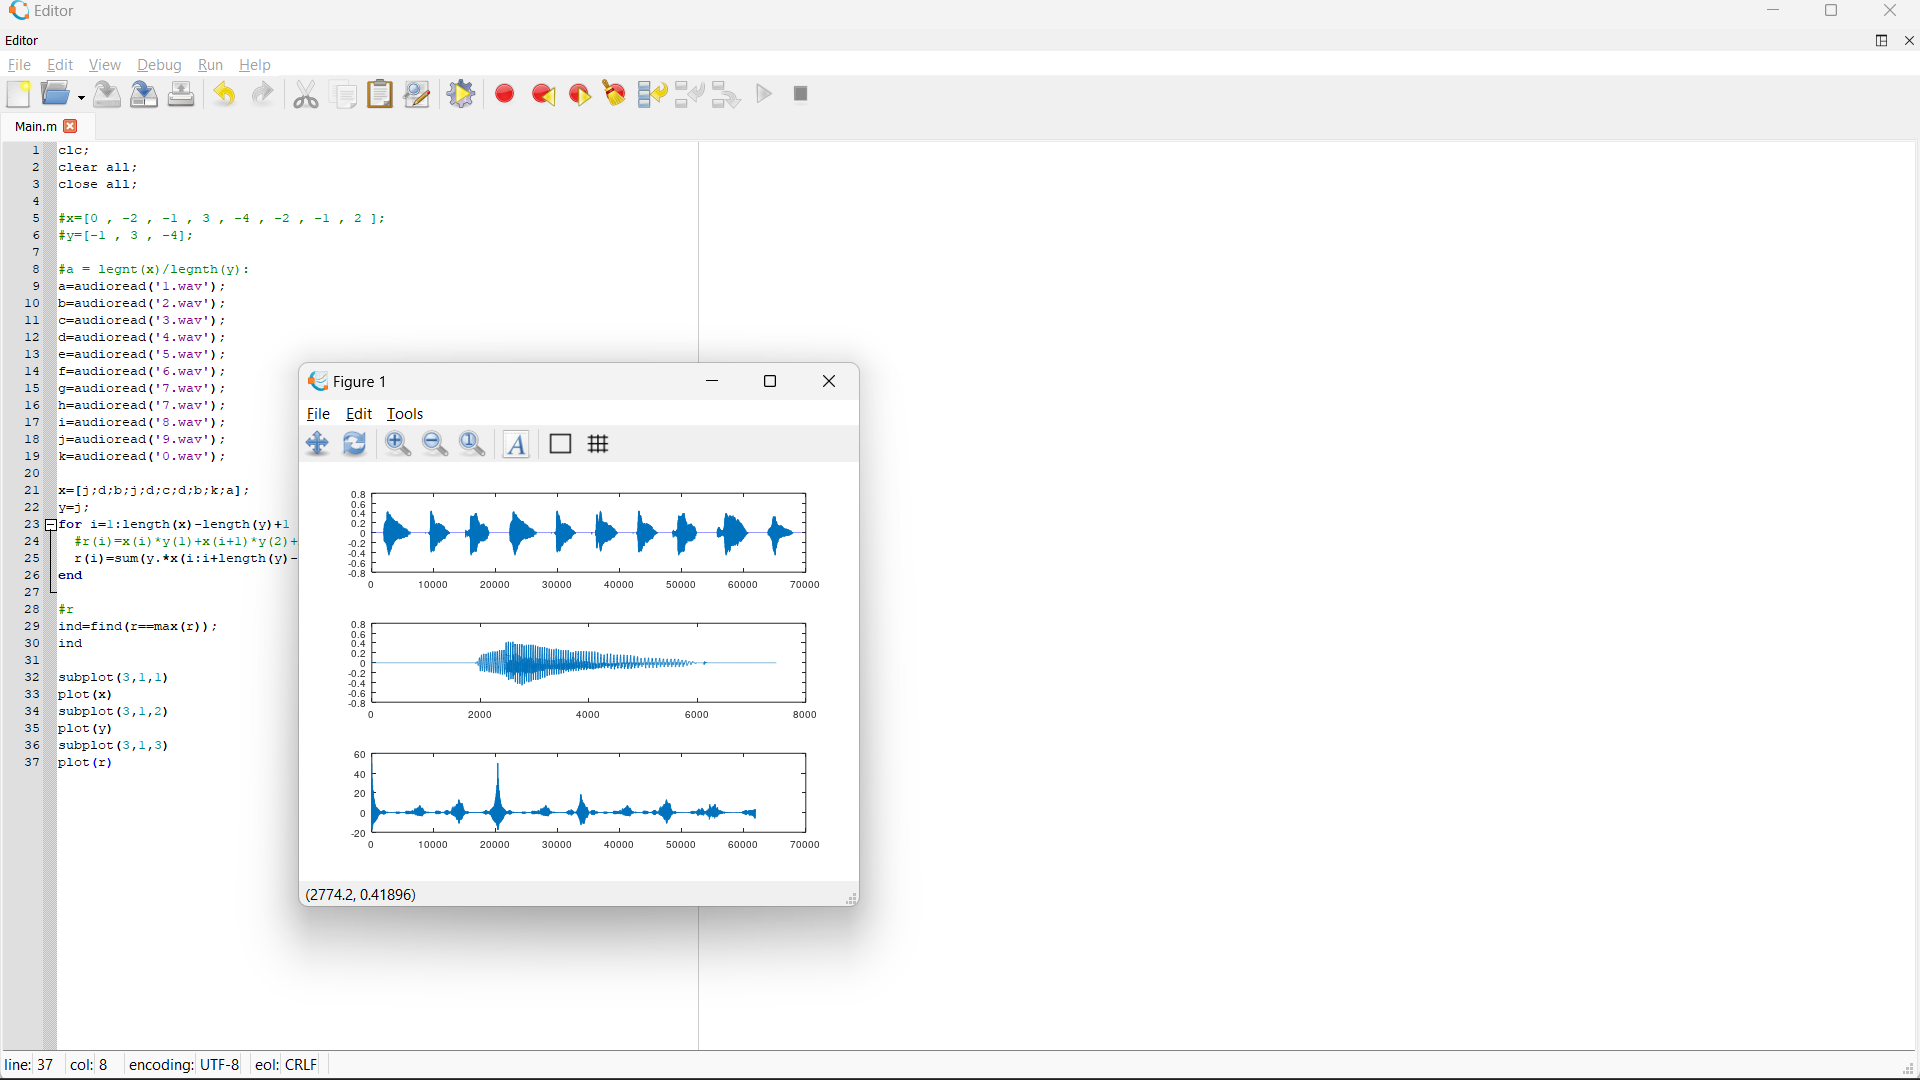 Editor
Editor
File Edit View Debug Run Help
Main.m
1 clc;
2 clear all;
3 close all;
4
5 #x=[0 , -2 , -1 , 3 , -4 , -2 , -1 , 2 ];
6 #y=[-1 , 3 , -4];
7
8 #a = legnt(x)/legnth(y):
9 a=audioread('1.wav');
10 b=audioread('2.wav');
11 c=audioread('3.wav');
12 d=audioread('4.wav');
13 e=audioread('5.wav');
14 f=audioread('6.wav');
15 g=audioread('7.wav');
16 h=audioread('7.wav');
17 i=audioread('8.wav');
18 j=audioread('9.wav');
19 k=audioread('0.wav');
20
21 x=[j;d;b;j;d;c;d;b;k;a];
22 y=j;
23 for i=1:length(x)-length(y)+1
24 #r(i)=x(i)*y(1)+x(i+1)*y(2)+
25 r(i)=sum(y.*x(i:i+length(y)-
26 end
27
28 #r
29 ind=find(r==max(r));
30 ind
31
32 subplot(3,1,1)
33 plot(x)
34 subplot(3,1,2)
35 plot(y)
36 subplot(3,1,3)
37 plot(r)
Figure 1
File Edit Tools
A
0.8
0.6
0.4
0.2
0
-0.2
-0.4
-0.6
-0.8
0 10000 20000 30000 40000 50000 60000 70000
0.8
0.6
0.4
0.2
0
-0.2
-0.4
-0.6
-0.8
0 2000 4000 6000 8000
60
40
20
0
-20
0 10000 20000 30000 40000 50000 60000 70000
(2774.2, 0.41896)
line: 37 col: 8 encoding: UTF-8 eol: CRLF